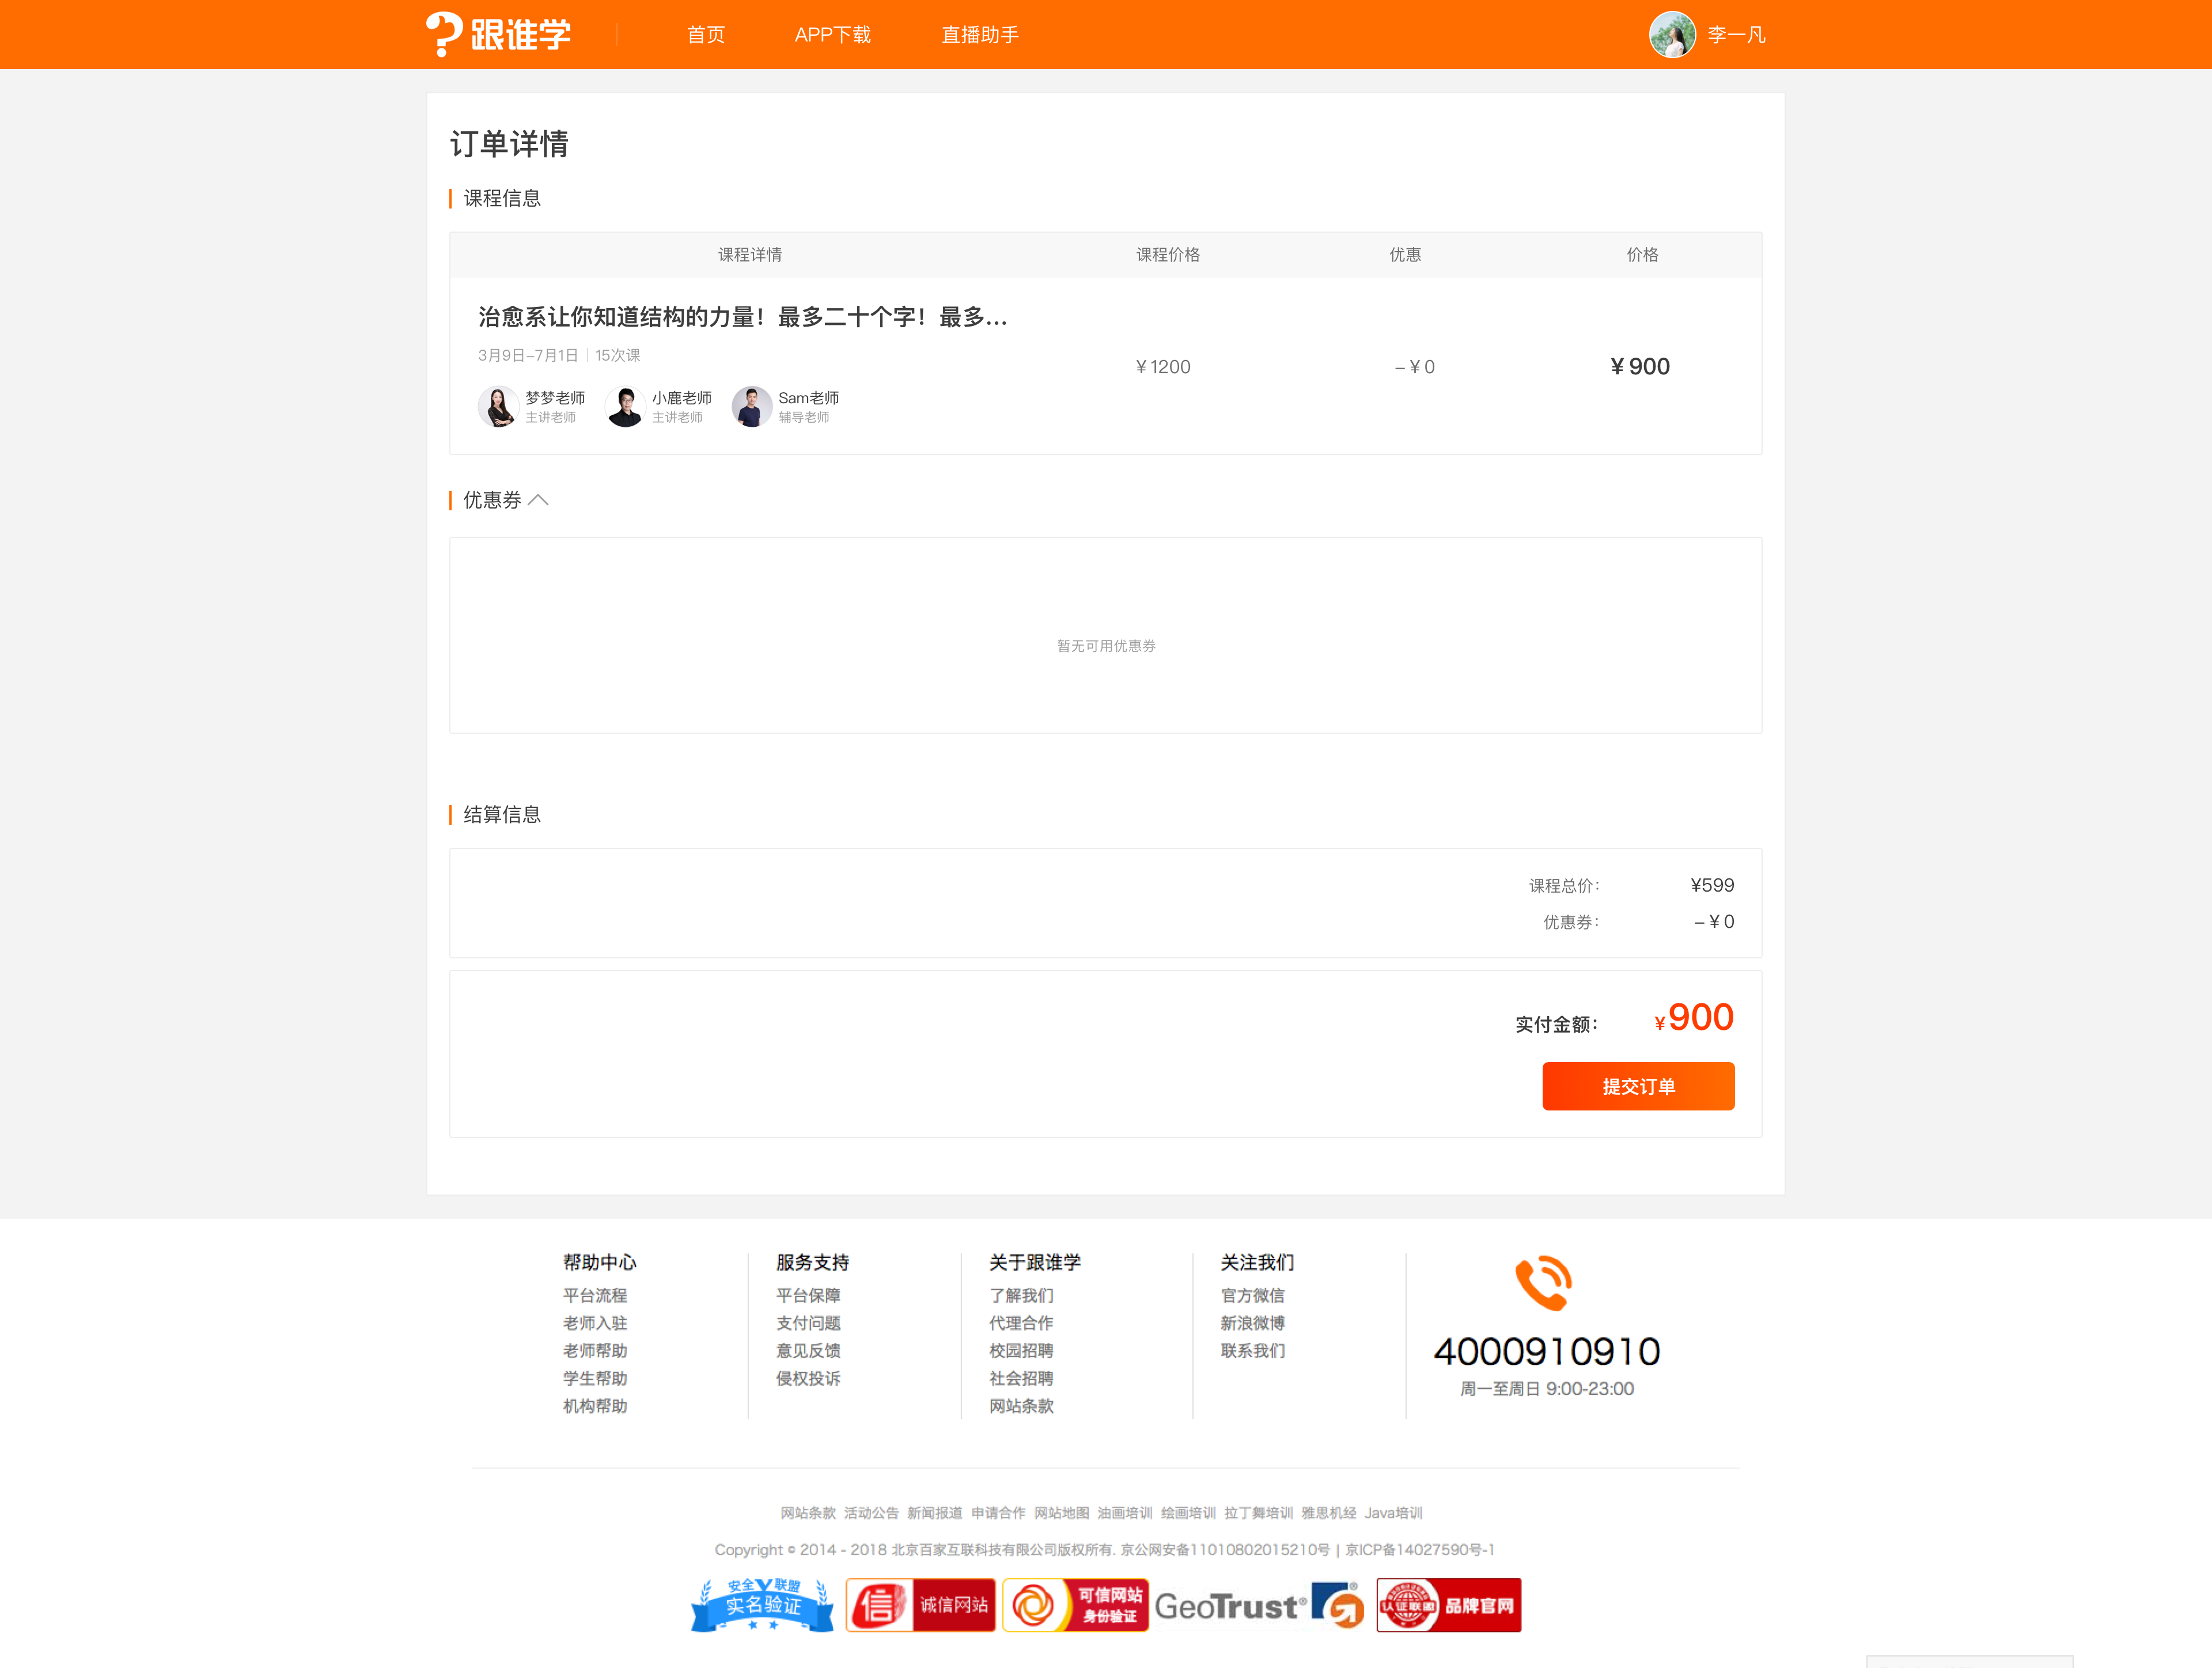 跟谁学 首页 APP下载 直播助手 李一凡
订单详情
课程信息
课程详情 课程价格 优惠 价格
治愈系让你知道结构的力量！最多二十个字！最多...
3月9日-7月1日 | 15次课
¥1200 -¥0 ¥900
梦梦老师 小鹿老师 Sam老师
主讲老师 主讲老师 辅导老师
优惠券
暂无可用优惠券
结算信息
课程总价： ¥599
优惠券： -¥0
实付金额： ¥900
提交订单
帮助中心 服务支持 关于跟谁学 关注我们
平台流程 平台保障 了解我们 官方微信
老师入驻 支付问题 代理合作 新浪微博
老师帮助 意见反馈 校园招聘 联系我们
学生帮助 侵权投诉 社会招聘
机构帮助 网站条款
4000910910
周一至周日 9:00-23:00
网站条款 活动公告 新闻报道 申请合作 网站地图 油画培训 绘画培训 拉丁舞培训 雅思机经 Java培训
Copyright © 2014 - 2018 北京百家互联科技有限公司版权所有. 京公网安备11010802015210号 | 京ICP备14027590号-1
安全联盟
实名验证
信 诚信网站
可信网站
身份验证
GeoTrust®
认证联盟 品牌官网